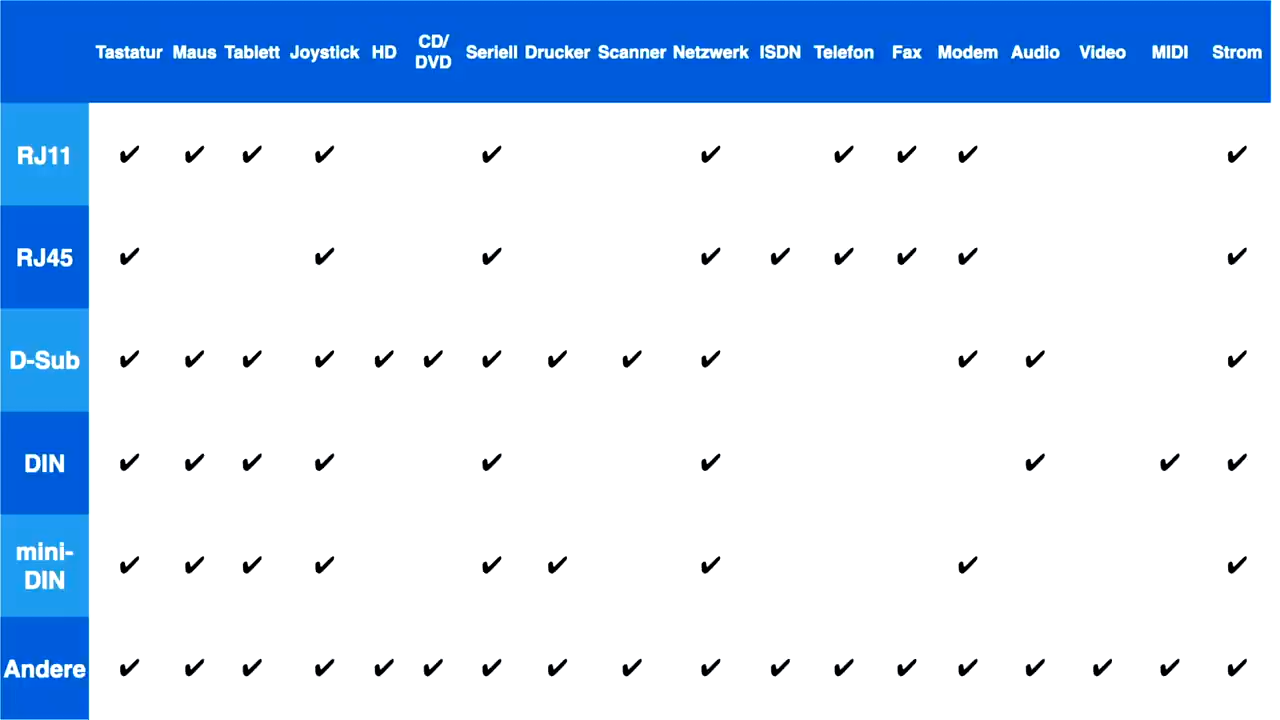 Tastatur Maus Tablett Joystick HD CD/ Seriell Drucker Scanner Netzwerk ISDN Telefon Fax Modem Audio Video MIDI Strom
DVD
RJ11 ✔ ✔ ✔ ✔ ✔ ✔ ✔ ✔ ✔ ✔
RJ45 ✔ ✔ ✔ ✔ ✔ ✔ ✔ ✔ ✔
D-Sub ✔ ✔ ✔ ✔ ✔ ✔ ✔ ✔ ✔ ✔ ✔ ✔ ✔
DIN ✔ ✔ ✔ ✔ ✔ ✔ ✔ ✔ ✔
mini-
DIN ✔ ✔ ✔ ✔ ✔ ✔ ✔ ✔ ✔
Andere ✔ ✔ ✔ ✔ ✔ ✔ ✔ ✔ ✔ ✔ ✔ ✔ ✔ ✔ ✔ ✔ ✔ ✔